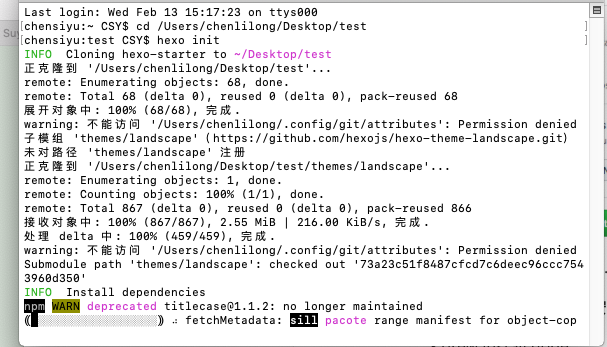 Su
Last login: Wed Feb 13 15:17:23 on ttys000
[chensiyu:~ CSY$ cd /Users/chenlilong/Desktop/test ]
[chensiyu:test CSY$ hexo init ]
INFO  Cloning hexo-starter to ~/Desktop/test
正克隆到 '/Users/chenlilong/Desktop/test'...
remote: Enumerating objects: 68, done.
remote: Total 68 (delta 0), reused 0 (delta 0), pack-reused 68
展开对象中: 100% (68/68), 完成.
warning: 不能访问 '/Users/chenlilong/.config/git/attributes': Permission denied
子模组 'themes/landscape' (https://github.com/hexojs/hexo-theme-landscape.git)
未对路径 'themes/landscape' 注册
正克隆到 '/Users/chenlilong/Desktop/test/themes/landscape'...
remote: Enumerating objects: 1, done.
remote: Counting objects: 100% (1/1), done.
remote: Total 867 (delta 0), reused 0 (delta 0), pack-reused 866
接收对象中: 100% (867/867), 2.55 MiB | 216.00 KiB/s, 完成.
处理 delta 中: 100% (459/459), 完成.
warning: 不能访问 '/Users/chenlilong/.config/git/attributes': Permission denied
Submodule path 'themes/landscape': checked out '73a23c51f8487cfcd7c6deec96ccc754
3960d350'
INFO  Install dependencies
npm WARN deprecated titlecase@1.1.2: no longer maintained
fetchMetadata: sill pacote range manifest for object-cop